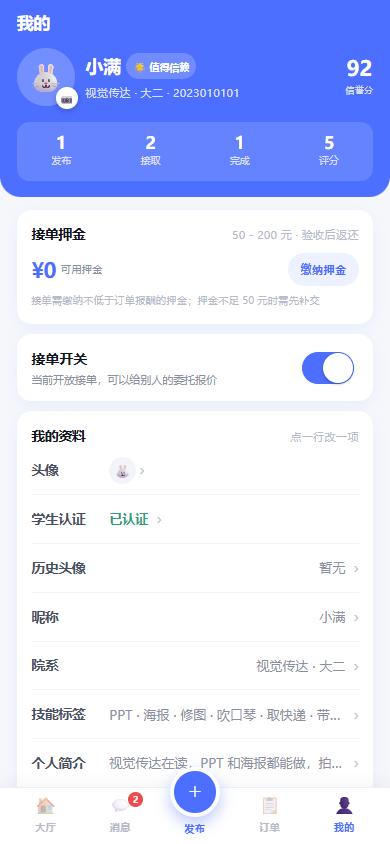 我的
小满 值得信赖
视觉传达 · 大二 · 2023010101
92
信誉分
1 2 1 5
发布 接取 完成 评分
接单押金 50 - 200 元 · 验收后返还
¥0 可用押金 缴纳押金
接单需缴纳不低于订单报酬的押金；押金不足 50 元时需先补交
接单开关
当前开放接单，可以给别人的委托报价
我的资料 点一行改一项
头像 ›
学生认证 已认证 ›
历史头像 暂无 ›
昵称 小满 ›
院系 视觉传达 · 大二 ›
技能标签 PPT · 海报 · 修图 · 吹口琴 · 取快递 · 带... ›
个人简介 视觉传达在读，PPT 和海报都能做，拍... ›
2
大厅 消息 发布 订单 我的